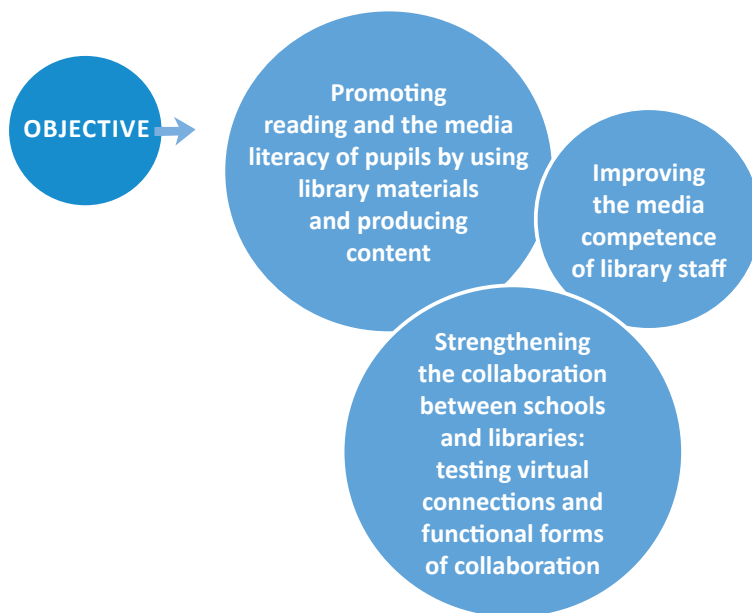 OBJECTIVE
Promoting
reading and the media
literacy of pupils by using
library materials
and producing
content
Improving
the media
competence
of library staff
Strengthening
the collaboration
between schools
and libraries:
testing virtual
connections and
functional forms
of collaboration